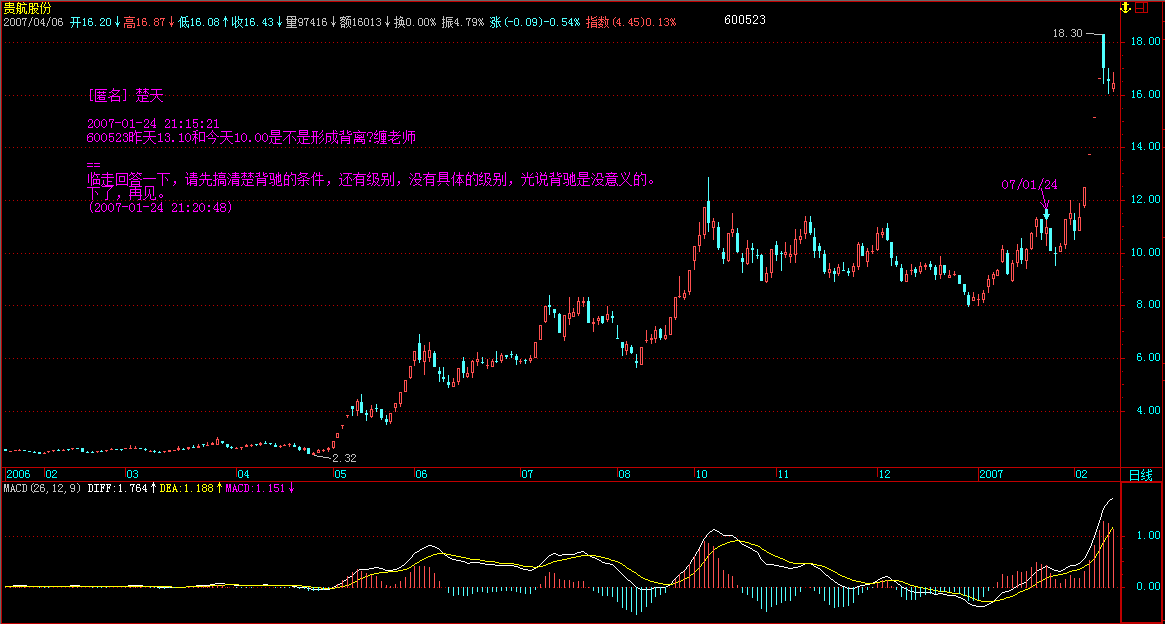 贵航股份
2007/04/06 开16.20↓高16.87↓低16.08↑收16.43↓量97416↓额16013↓换0.00% 振4.79% 涨(-0.09)-0.54% 指数(4.45)0.13%
600523
18.30
18.00
16.00
14.00
12.00
10.00
8.00
6.00
4.00
[匿名] 楚天
2007-01-24 21:15:21
600523昨天13.10和今天10.00是不是形成背离?缠老师
==
临走回答一下，请先搞清楚背驰的条件，还有级别，没有具体的级别，光说背驰是没意义的。
下了，再见。
(2007-01-24 21:20:48)
07/01/24
2.32
2006 02 03 04 05 06 07 08 10 11 12 2007 02 日线
MACD(26,12,9) DIFF:1.764↑DEA:1.188↑MACD:1.151↓
1.00
0.00